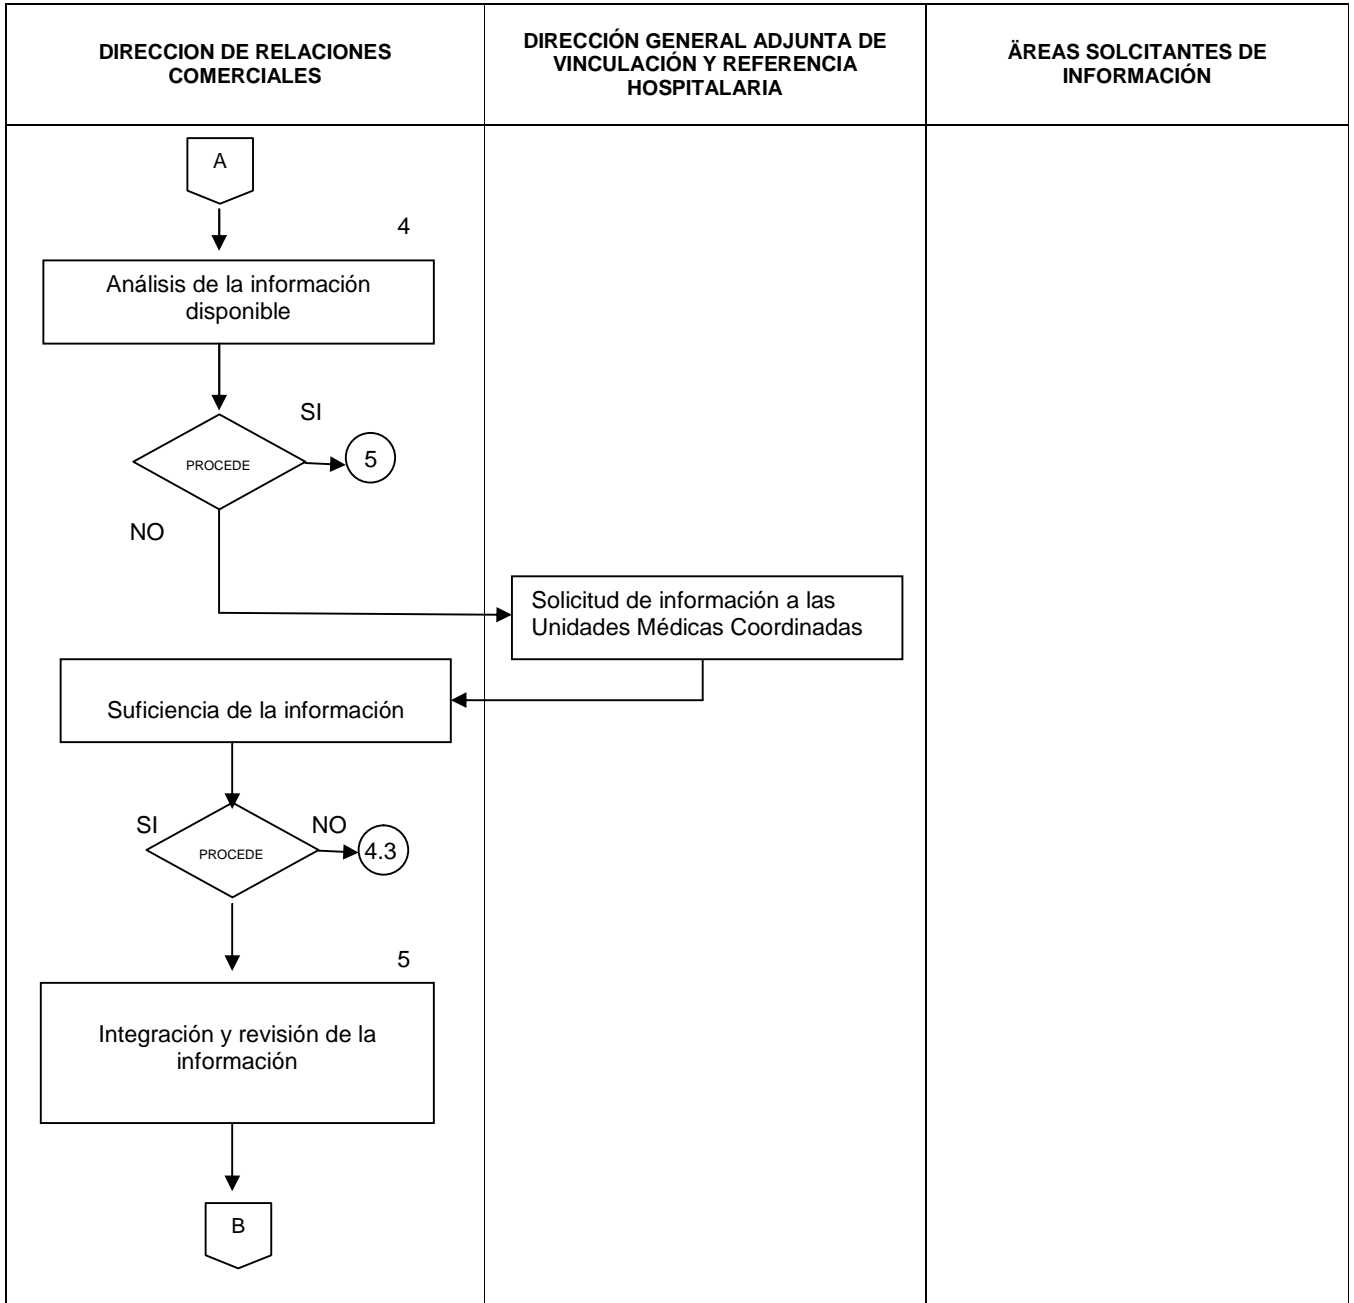 DIRECCION DE RELACIONES
COMERCIALES
DIRECCIÓN GENERAL ADJUNTA DE
VINCULACIÓN Y REFERENCIA
HOSPITALARIA
ÄREAS SOLCITANTES DE
INFORMACIÓN
A
4
Análisis de la información
disponible
SI
PROCEDE
5
NO
Solicitud de información a las
Unidades Médicas Coordinadas
Suficiencia de la información
SI
NO
PROCEDE
4.3
5
Integración y revisión de la
información
B